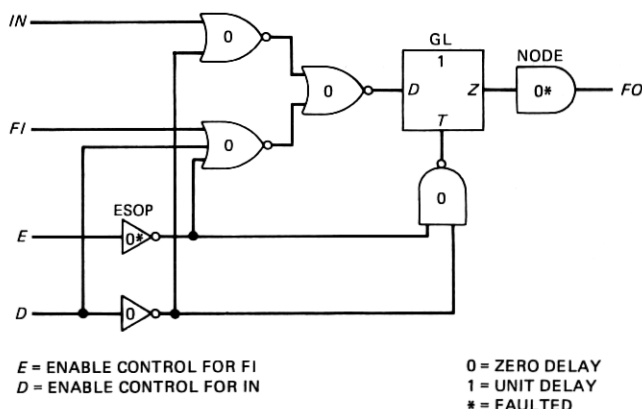 IN
0
GL
1
D
Z
T
NODE
0*
FO
0
FI
0
0
ESOP
E
0*
D
0
E = ENABLE CONTROL FOR FI
D = ENABLE CONTROL FOR IN
0 = ZERO DELAY
1 = UNIT DELAY
* = FAULTED